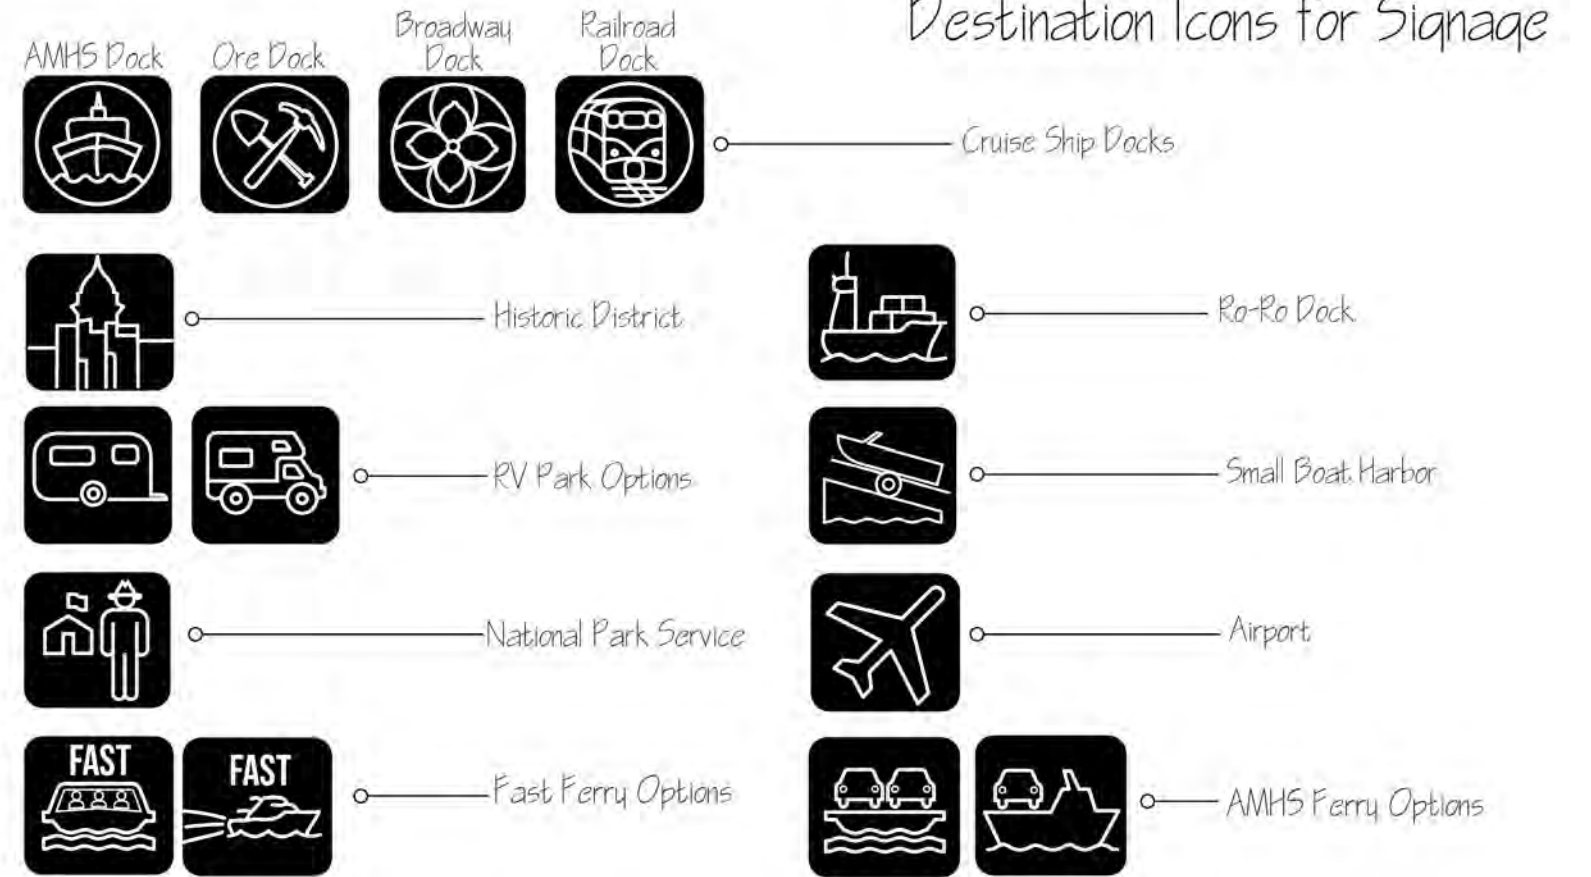 Destination Icons for Signage
AMHS Dock
Ore Dock
Broadway
Dock
Railroad
Dock
Cruise Ship Docks
Historic District
Ro-Ro Dock
RV Park Options
Small Boat Harbor
National Park Service
Airport
FAST
FAST
Fast Ferry Options
AMHS Ferry Options